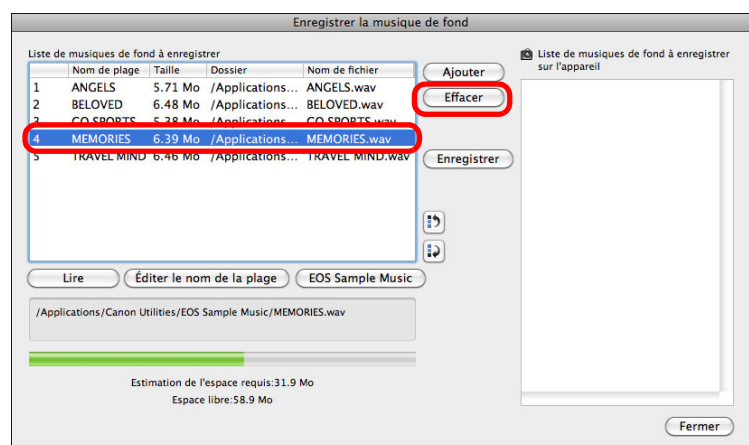 Enregistrer la musique de fond
Liste de musiques de fond à enregistrer
Nom de plage Taille Dossier Nom de fichier
1 ANGELS 5.71 Mo /Applications... ANGELS.wav
2 BELOVED 6.48 Mo /Applications... BELOVED.wav
3 GO SPORTS 5.38 Mo /Applications... GO SPORTS.wav
4 MEMORIES 6.39 Mo /Applications... MEMORIES.wav
5 TRAVEL MIND 6.46 Mo /Applications... TRAVEL MIND.wav
Ajouter
Effacer
Enregistrer
Lire
Éditer le nom de la plage
EOS Sample Music
/Applications/Canon Utilities/EOS Sample Music/MEMORIES.wav
Estimation de l'espace requis:31.9 Mo
Espace libre:58.9 Mo
Liste de musiques de fond à enregistrer
sur l'appareil
Fermer